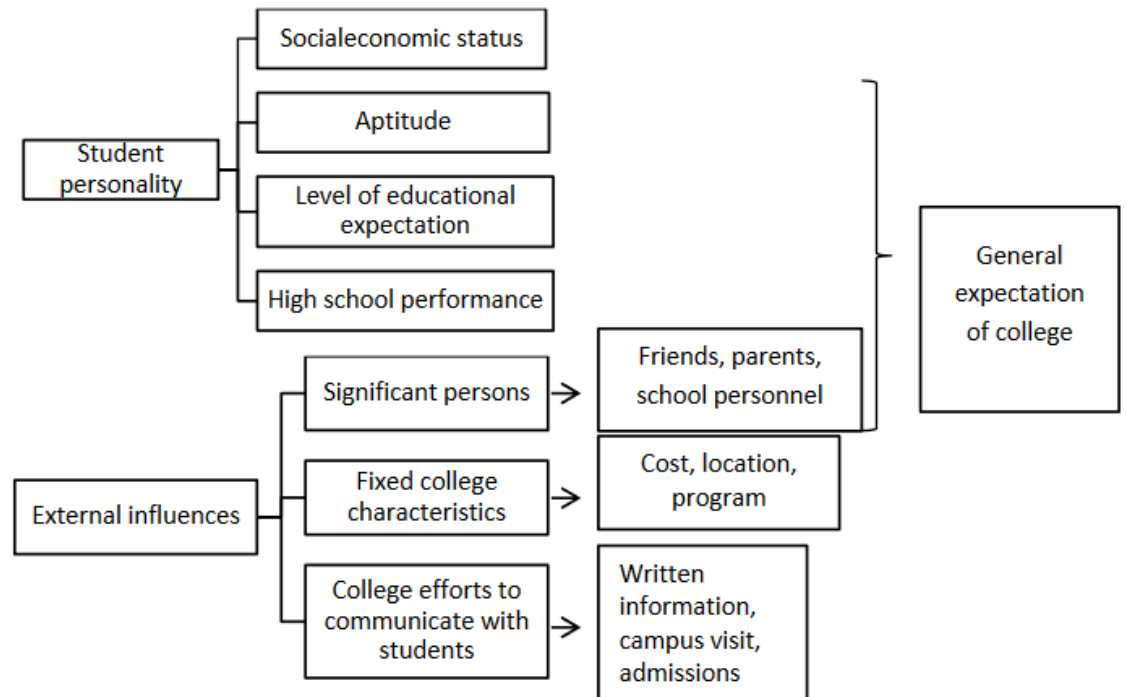 Socialeconomic status
Aptitude
Student
personality
Level of educational
expectation
High school performance
General
expectation
of college
Significant persons
Friends, parents,
school personnel
External influences
Fixed college
characteristics
Cost, location,
program
College efforts to
communicate with
students
Written
information,
campus visit,
admissions